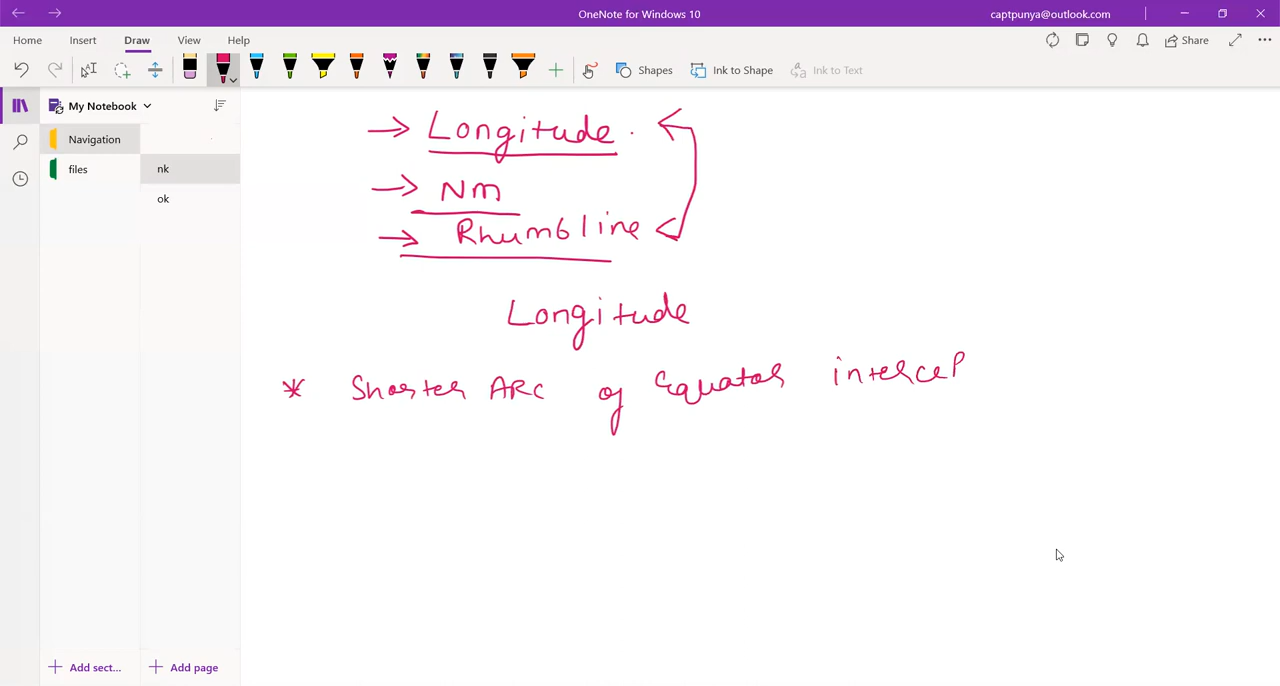 OneNote for Windows 10
captpunya@outlook.com
Home Insert Draw View Help
Share
Shapes Ink to Shape Ink to Text
My Notebook
Navigation
files
nk
ok
→ Longitude.
→ Nm
→ Rhumbline
Longitude
* Shorter ARC of Equator intercep
+ Add sect... + Add page